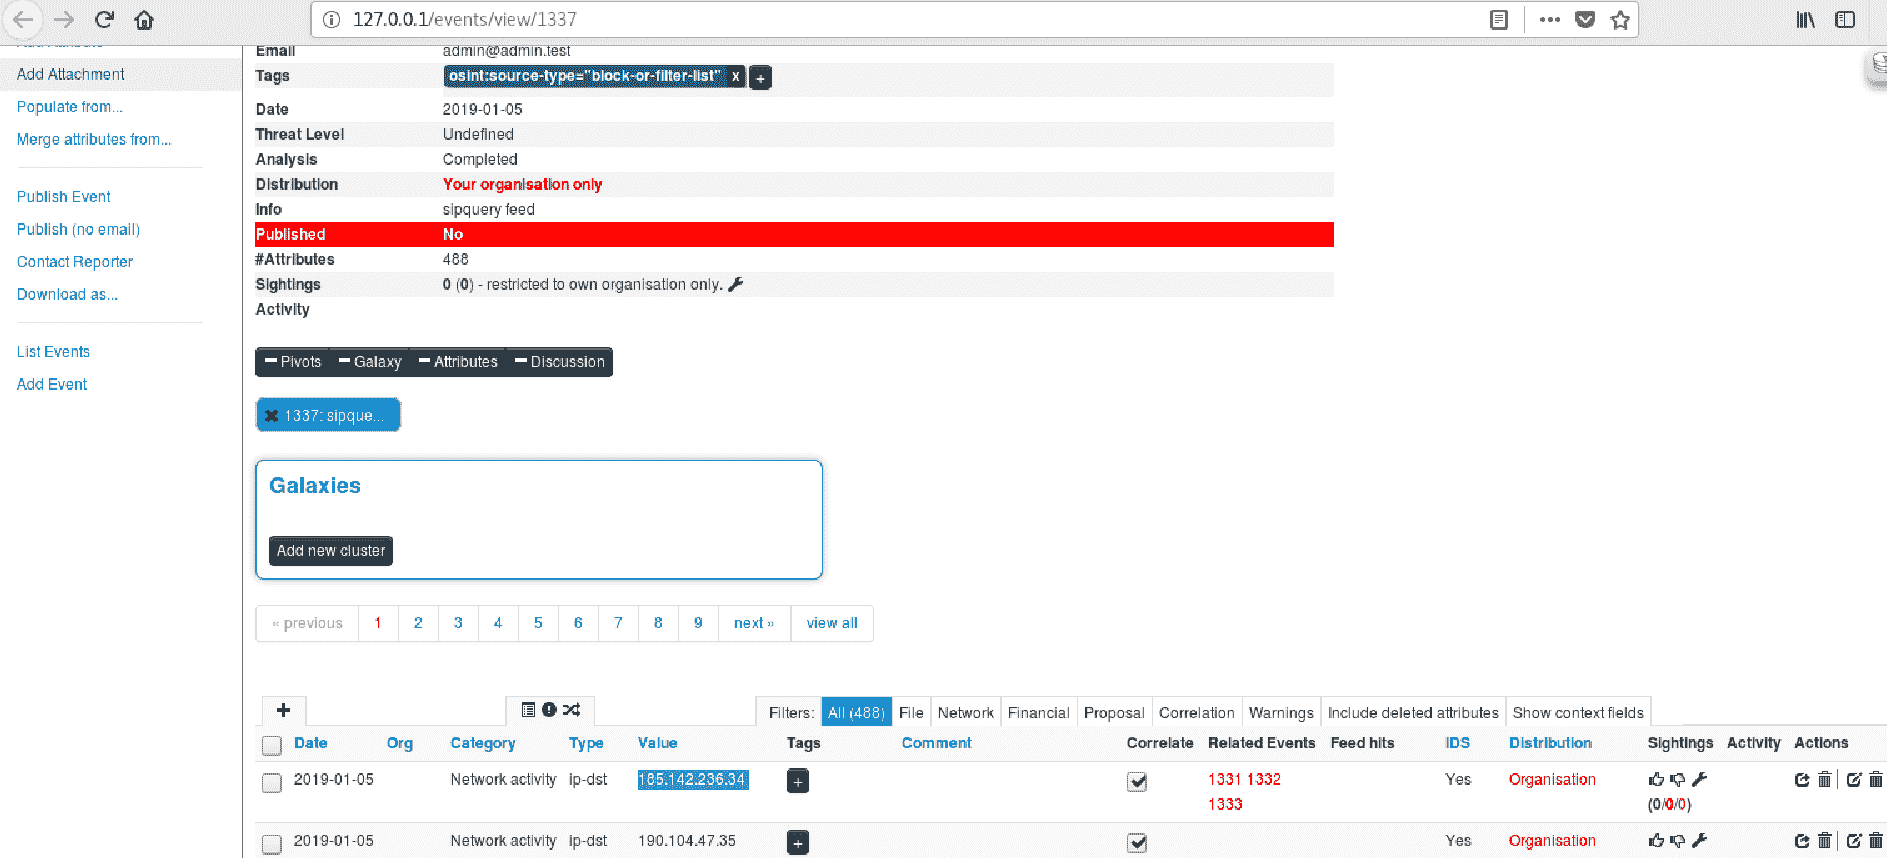 127.0.0.1/events/view/1337
Add Attachment
Populate from...
Merge attributes from...
Publish Event
Publish (no email)
Contact Reporter
Download as...
List Events
Add Event
Email admin@admin.test
Tags osint:source-type="block-or-filter-list" x +
Date 2019-01-05
Threat Level Undefined
Analysis Completed
Distribution Your organisation only
Info sipquery feed
Published No
#Attributes 488
Sightings 0 (0) - restricted to own organisation only.
Activity
Pivots Galaxy Attributes Discussion
1337: sipque...
Galaxies
Add new cluster
« previous 1 2 3 4 5 6 7 8 9 next » view all
+ Filters: All (488) File Network Financial Proposal Correlation Warnings Include deleted attributes Show context fields
Date Org Category Type Value Tags Comment Correlate Related Events Feed hits IDS Distribution Sightings Activity Actions
2019-01-05 Network activity ip-dst 185.142.236.34 + 1331 1332 Yes Organisation
1333 (0/0/0)
2019-01-05 Network activity ip-dst 190.104.47.35 + Yes Organisation